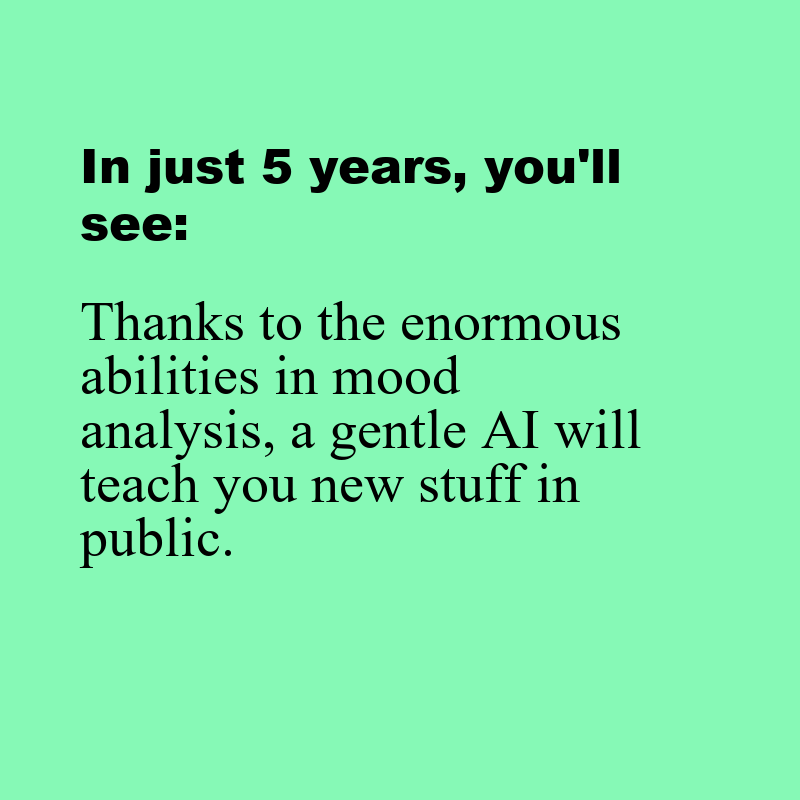 In just 5 years, you'll
see:
Thanks to the enormous
abilities in mood
analysis, a gentle AI will
teach you new stuff in
public.